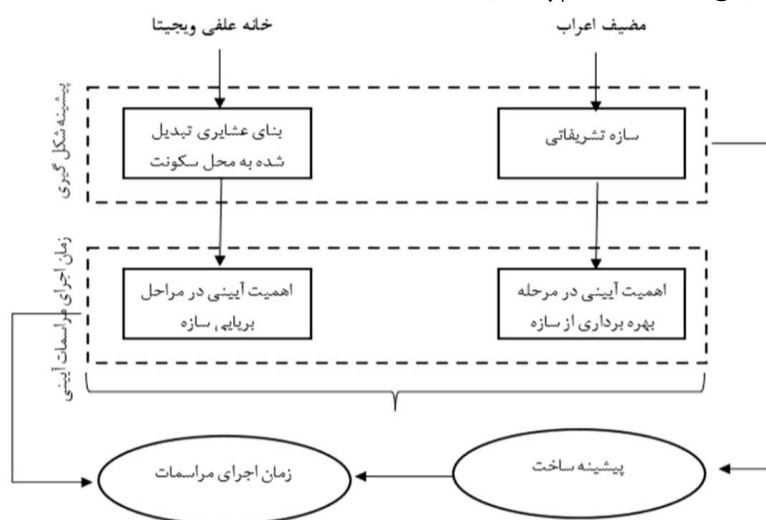 مضیف اعراب
خانه علفی ویجیتا
پیشینه شکل گیری
سازه تشریفاتی
بنای عشایری تبدیل
شده به محل سکونت
زمان اجرای مراسمات آیینی
اهمیت آیینی در مرحله
بهره برداری از سازه
اهمیت آیینی در مراحل
برپایی سازه
پیشینه ساخت
زمان اجرای مراسمات